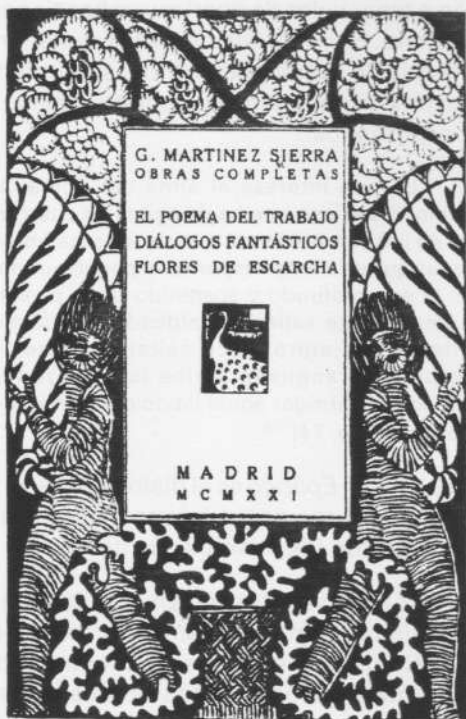 G. MARTINEZ SIERRA
OBRAS COMPLETAS
EL POEMA DEL TRABAJO
DIÁLOGOS FANTÁSTICOS
FLORES DE ESCARCHA
MADRID
MCMXXI